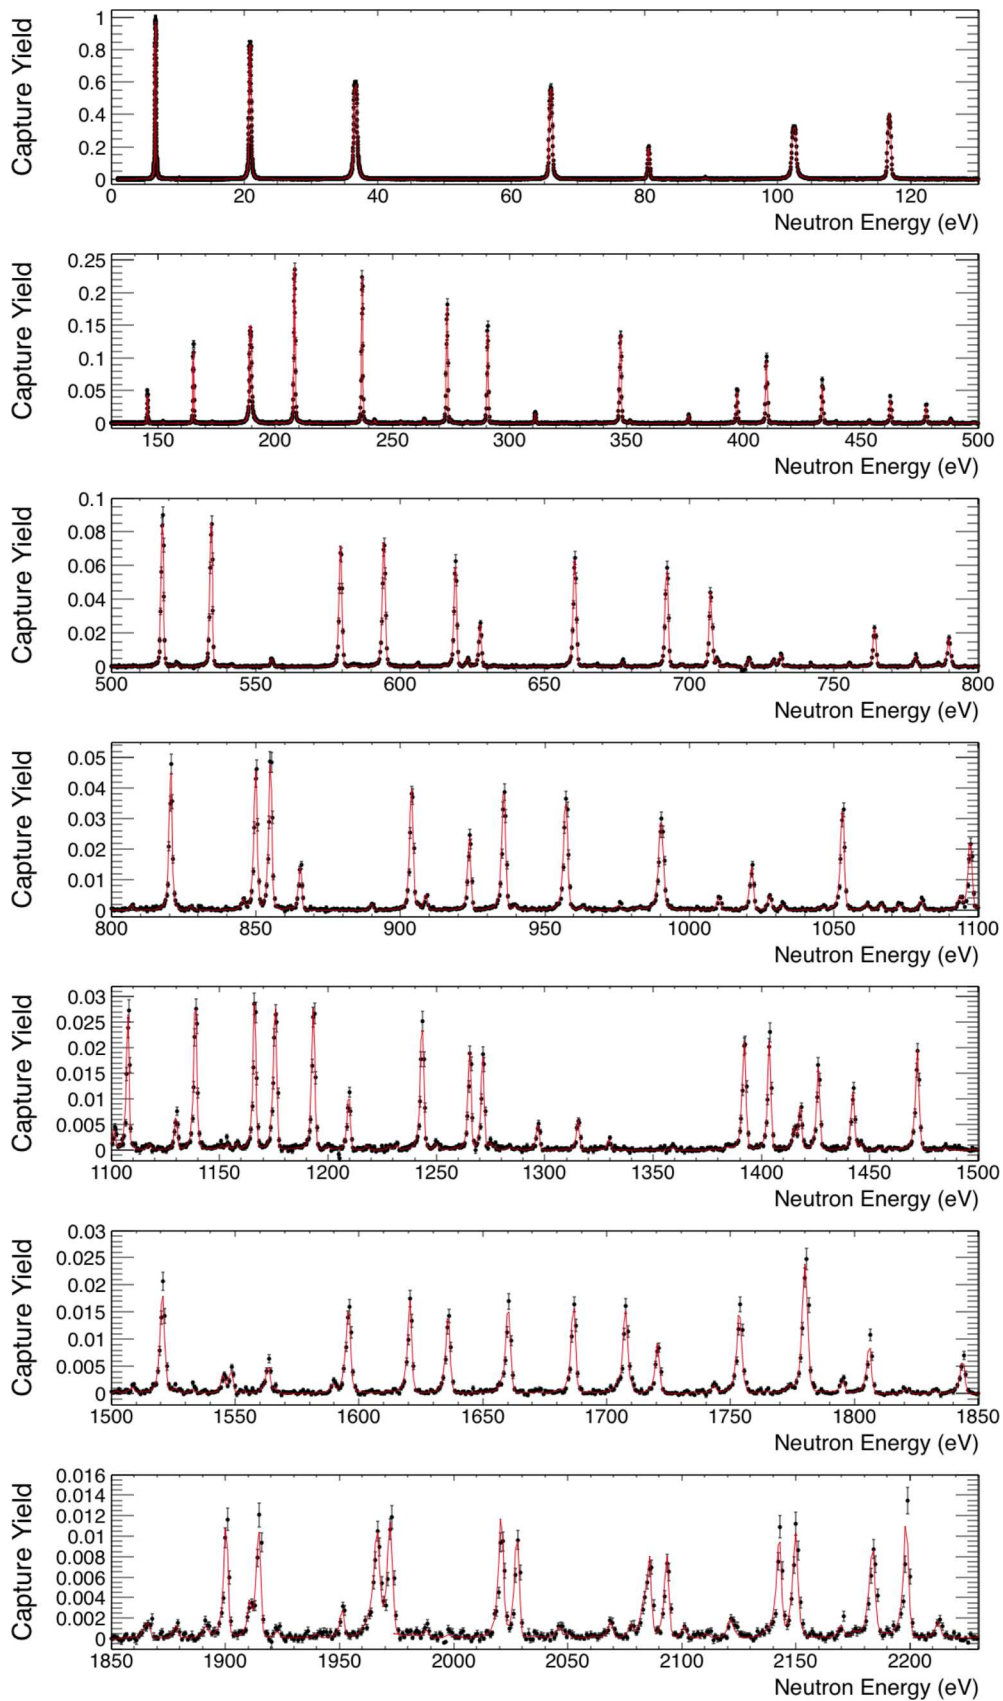 Capture Yield
1
0.8
0.6
0.4
0.2
0
0 20 40 60 80 100 120
Neutron Energy (eV)
Capture Yield
0.25
0.2
0.15
0.1
0.05
0
150 200 250 300 350 400 450 500
Neutron Energy (eV)
Capture Yield
0.1
0.08
0.06
0.04
0.02
0
500 550 600 650 700 750 800
Neutron Energy (eV)
Capture Yield
0.05
0.04
0.03
0.02
0.01
0
800 850 900 950 1000 1050 1100
Neutron Energy (eV)
Capture Yield
0.03
0.025
0.02
0.015
0.01
0.005
0
1100 1150 1200 1250 1300 1350 1400 1450 1500
Neutron Energy (eV)
Capture Yield
0.03
0.025
0.02
0.015
0.01
0.005
0
1500 1550 1600 1650 1700 1750 1800 1850
Neutron Energy (eV)
Capture Yield
0.016
0.014
0.012
0.01
0.008
0.006
0.004
0.002
0
1850 1900 1950 2000 2050 2100 2150 2200
Neutron Energy (eV)